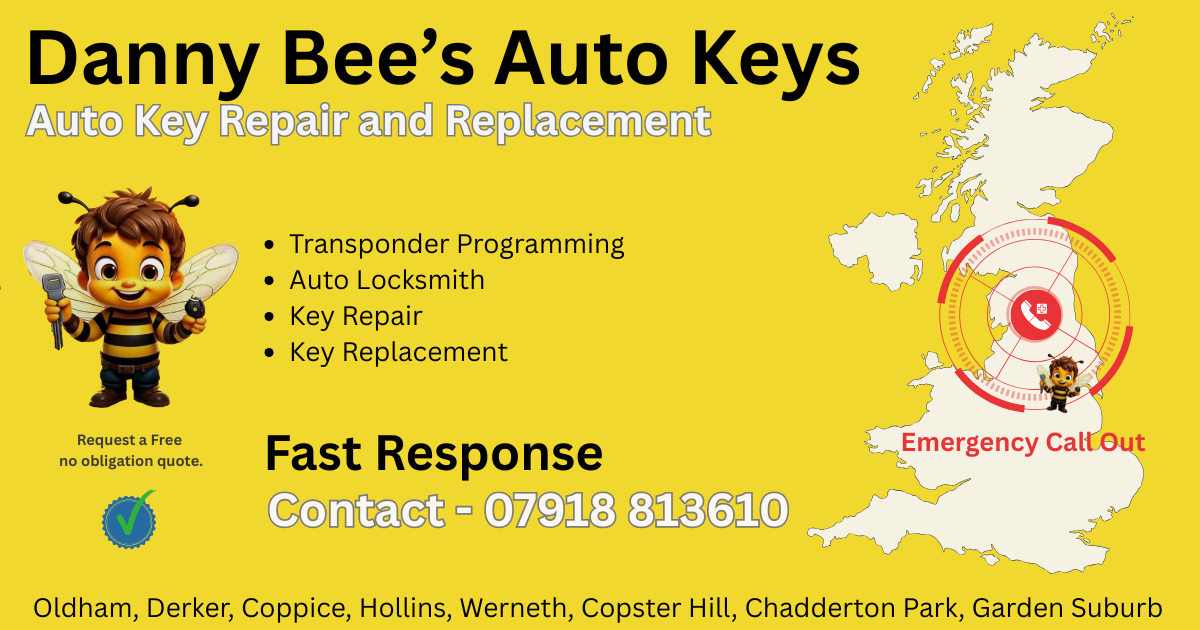 Danny Bee’s Auto Keys
Auto Key Repair and Replacement
• Transponder Programming
• Auto Locksmith
• Key Repair
• Key Replacement
Request a Free
no obligation quote.
Fast Response
Contact - 07918 813610
Emergency Call Out
Oldham, Derker, Coppice, Hollins, Werneth, Copster Hill, Chadderton Park, Garden Suburb